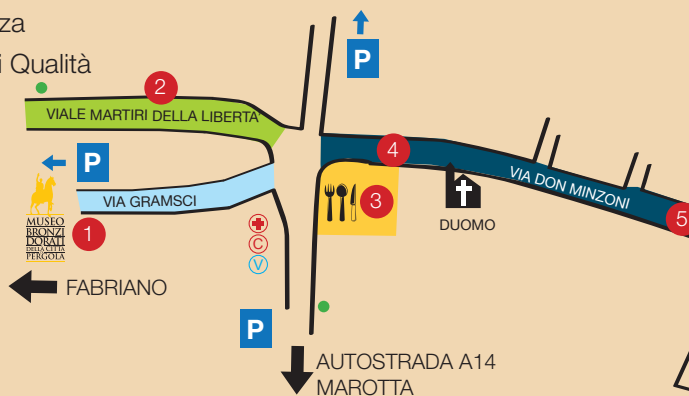 za
i Qualità
P
2
VIALE MARTIRI DELLA LIBERTA'
4
P
VIA DON MINZONI
VIA GRAMSCI
3
5
1
MUSEO
BRONZI
DORATI
DELLA CITTÀ
PERGOLA
DUOMO
C
V
FABRIANO
P
AUTOSTRADA A14
MAROTTA